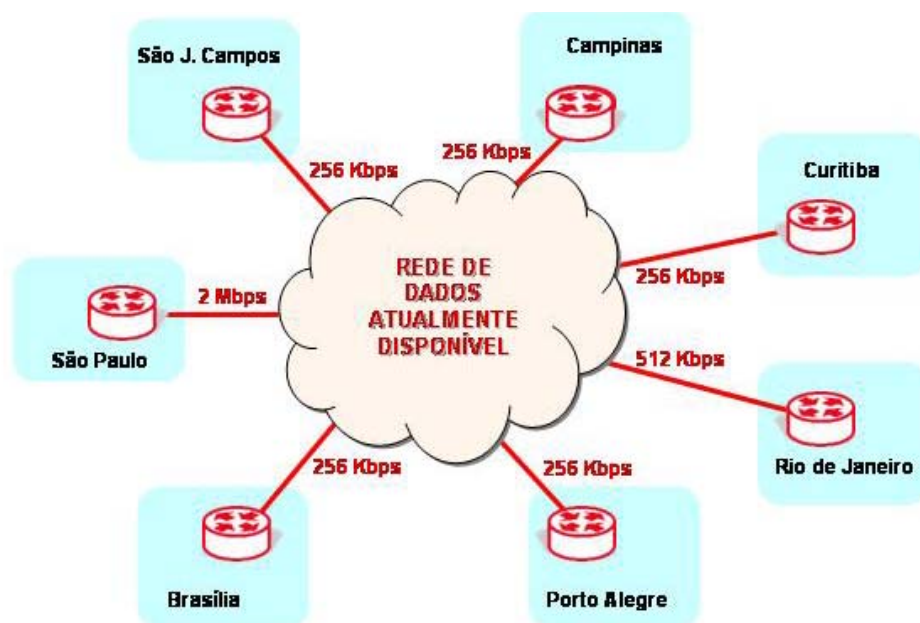 São J. Campos
Campinas
256 Kbps
256 Kbps
Curitiba
256 Kbps
REDE DE
DADOS
ATUALMENTE
DISPONÍVEL
2 Mbps
São Paulo
512 Kbps
Rio de Janeiro
256 Kbps
256 Kbps
Brasília
Porto Alegre